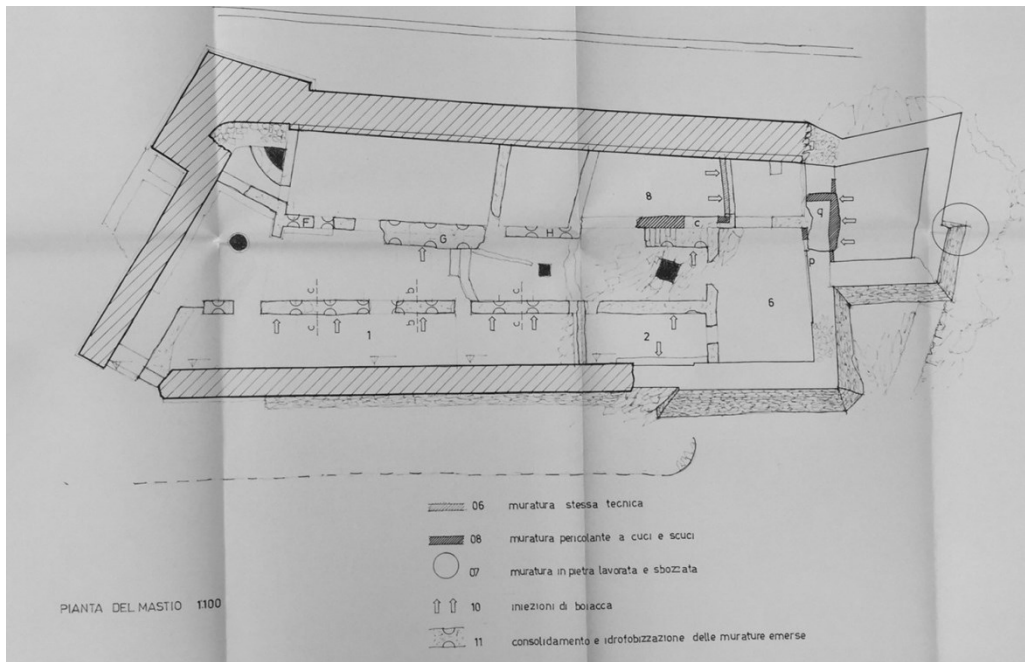 8
q
F
c
G
H
p
c
b
c
6
1
2
c
b
c
06 muratura stessa tecnica
08 muratura pericolante a cuci e scuci
07 muratura in pietra lavorata e sbozzata
PIANTA DEL MASTIO 1:100
10 iniezioni di boiacca
11 consolidamento e idrofobizzazione delle murature emerse